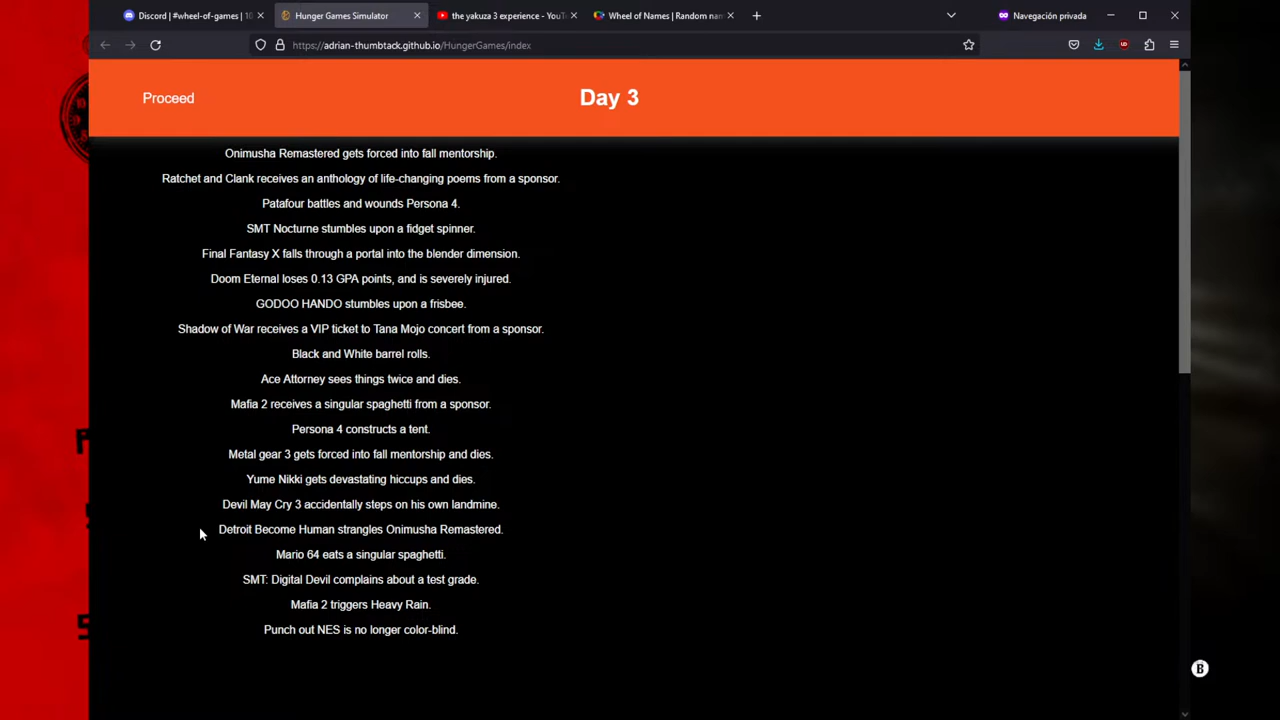 Discord | #wheel-of-games | 10
Hunger Games Simulator
the yakuza 3 experience - YouT
Wheel of Names | Random nam
Navegación privada
https://adrian-thumbtack.github.io/HungerGames/index
Proceed
Day 3
Onimusha Remastered gets forced into fall mentorship.
Ratchet and Clank receives an anthology of life-changing poems from a sponsor.
Patafour battles and wounds Persona 4.
SMT Nocturne stumbles upon a fidget spinner.
Final Fantasy X falls through a portal into the blender dimension.
Doom Eternal loses 0.13 GPA points, and is severely injured.
GODOO HANDO stumbles upon a frisbee.
Shadow of War receives a VIP ticket to Tana Mojo concert from a sponsor.
Black and White barrel rolls.
Ace Attorney sees things twice and dies.
Mafia 2 receives a singular spaghetti from a sponsor.
Persona 4 constructs a tent.
Metal gear 3 gets forced into fall mentorship and dies.
Yume Nikki gets devastating hiccups and dies.
Devil May Cry 3 accidentally steps on his own landmine.
Detroit Become Human strangles Onimusha Remastered.
Mario 64 eats a singular spaghetti.
SMT: Digital Devil complains about a test grade.
Mafia 2 triggers Heavy Rain.
Punch out NES is no longer color-blind.
B